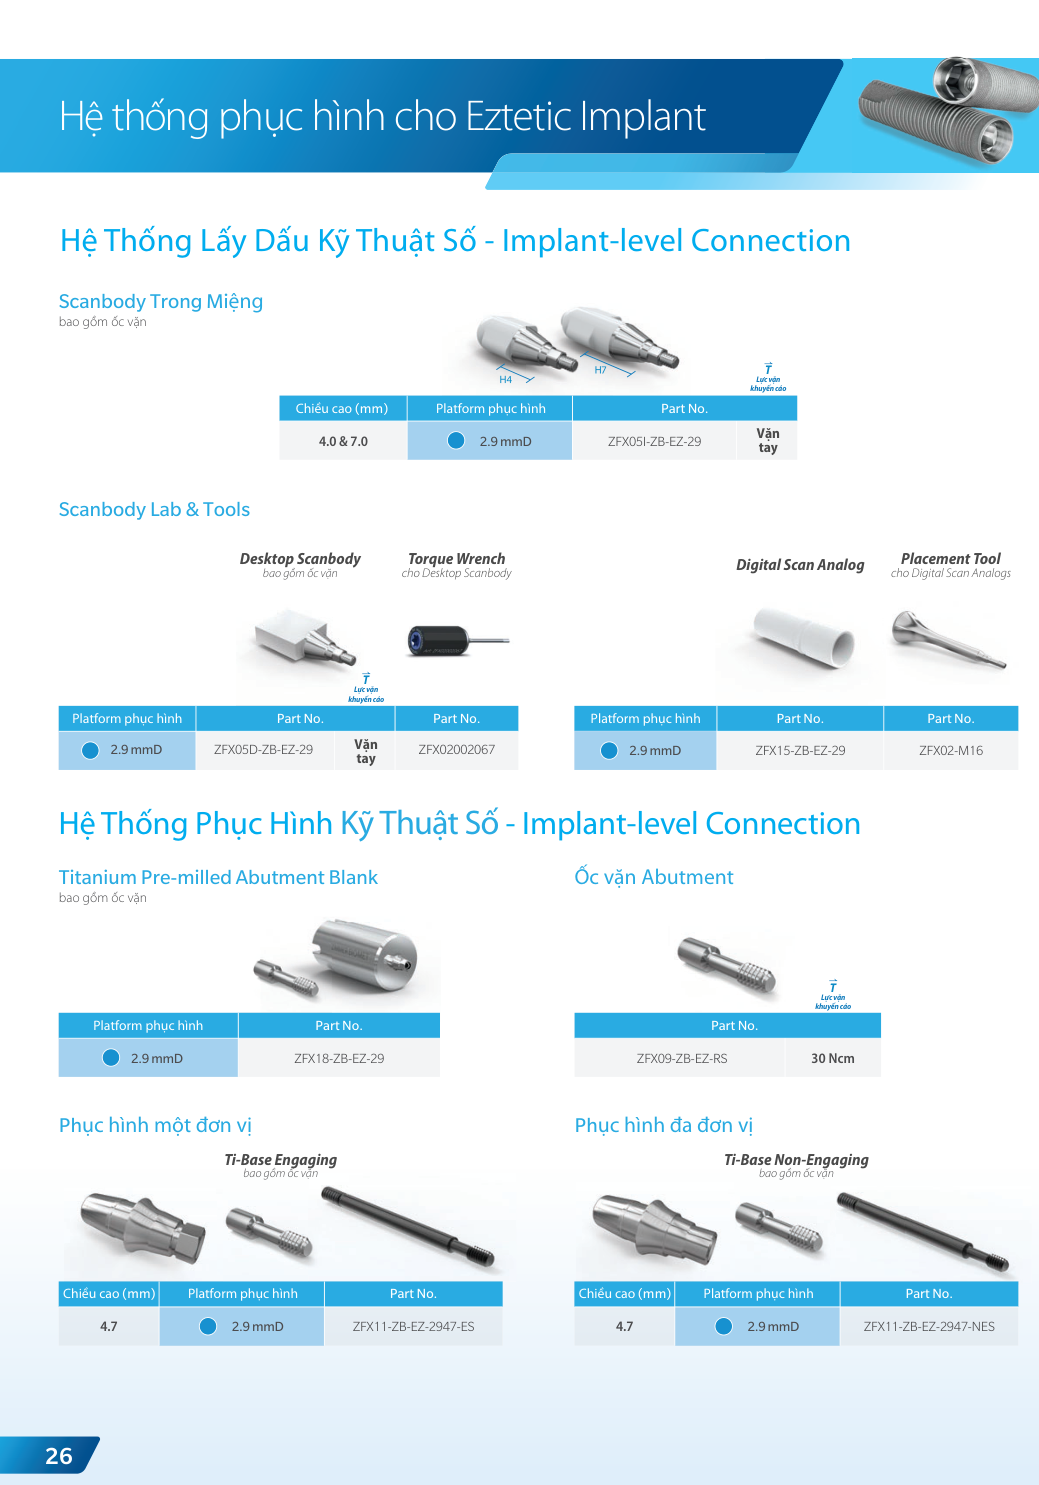 Hệ thống phục hình cho Eztetic Implant
Hệ Thống Lấy Dấu Kỹ Thuật Số - Implant-level Connection
Scanbody Trong Miệng
bao gồm ốc vặn
H4
H7
T
Lực vặn
khuyến cáo
Chiều cao (mm) Platform phục hình Part No.
4.0 & 7.0 2.9 mmD ZFX05I-ZB-EZ-29 Vặn tay
Scanbody Lab & Tools
Desktop Scanbody
bao gồm ốc vặn
Torque Wrench
cho Desktop Scanbody
Digital Scan Analog
Placement Tool
cho Digital Scan Analogs
T
Lực vặn
khuyến cáo
Platform phục hình Part No. Part No.
2.9 mmD ZFX05D-ZB-EZ-29 Vặn tay ZFX02002067
Platform phục hình Part No. Part No.
2.9 mmD ZFX15-ZB-EZ-29 ZFX02-M16
Hệ Thống Phục Hình Kỹ Thuật Số - Implant-level Connection
Titanium Pre-milled Abutment Blank
bao gồm ốc vặn
Ốc vặn Abutment
T
Lực vặn
khuyến cáo
Platform phục hình Part No.
2.9 mmD ZFX18-ZB-EZ-29
Part No.
ZFX09-ZB-EZ-RS 30 Ncm
Phục hình một đơn vị
Ti-Base Engaging
bao gồm ốc vặn
Phục hình đa đơn vị
Ti-Base Non-Engaging
bao gồm ốc vặn
Chiều cao (mm) Platform phục hình Part No.
4.7 2.9 mmD ZFX11-ZB-EZ-2947-ES
Chiều cao (mm) Platform phục hình Part No.
4.7 2.9 mmD ZFX11-ZB-EZ-2947-NES
26